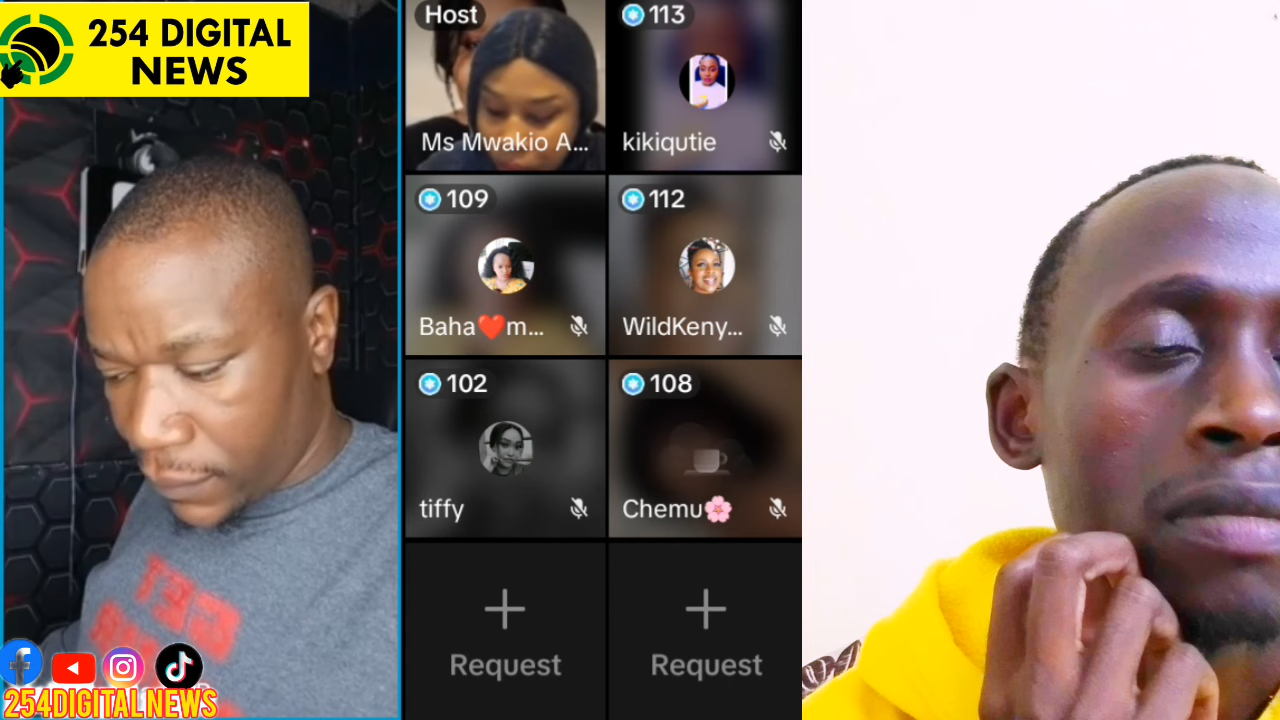 254 DIGITAL
NEWS
Host
Ms Mwakio A...
113
kikiqutie
109
Baha❤️m...
112
WildKeny...
102
tiffy
108
Chemu🌸
Request
Request
254DIGITALNEWS